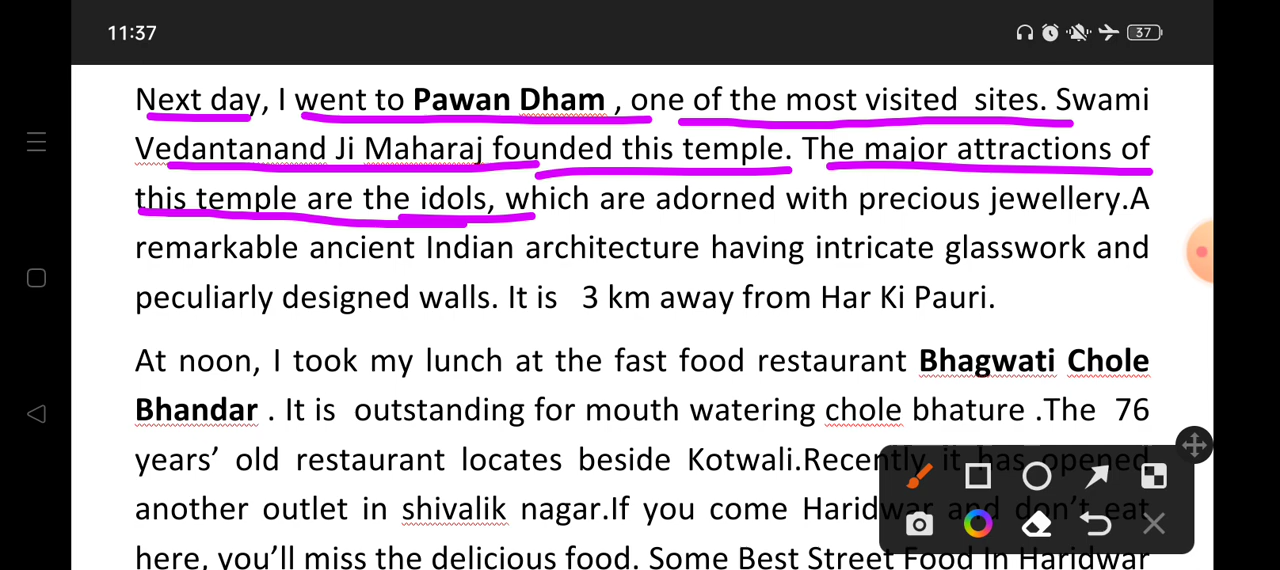 11:37
37
Next day, I went to Pawan Dham , one of the most visited sites. Swami
Vedantanand Ji Maharaj founded this temple. The major attractions of
this temple are the idols, which are adorned with precious jewellery.A
remarkable ancient Indian architecture having intricate glasswork and
peculiarly designed walls. It is 3 km away from Har Ki Pauri.
At noon, I took my lunch at the fast food restaurant Bhagwati Chole
Bhandar . It is outstanding for mouth watering chole bhature .The 76
years’ old restaurant locates beside Kotwali.Recently it has opened
another outlet in shivalik nagar.If you come Haridwar and don’t eat
here, you’ll miss the delicious food. Some Best Street Food In Haridwar